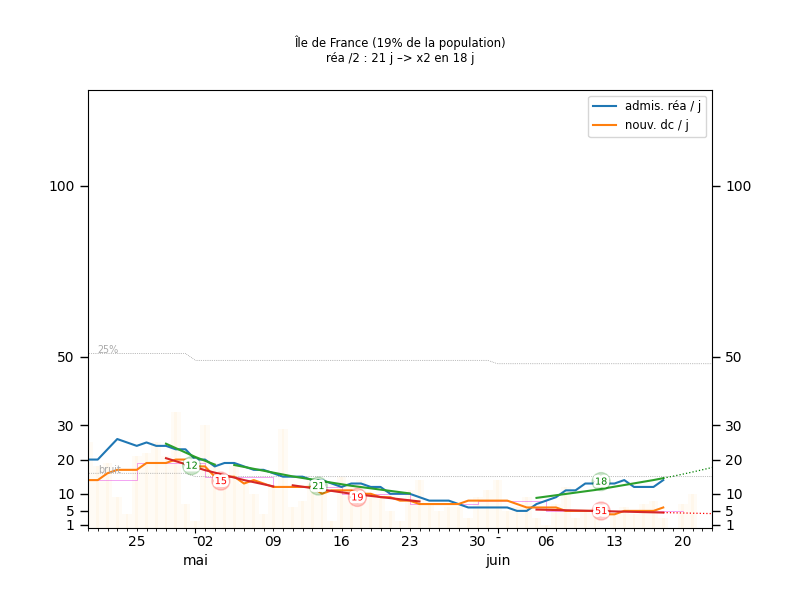 Île de France (19% de la population)
réa /2 : 21 j –> x2 en 18 j
admis. réa / j
nouv. dc / j
100 100
50 50
25%
30 30
20 20
bruit
12 15 21 19 18 51
10 10
5 5
1 1
25 02 09 16 23 30 06 13 20
mai juin